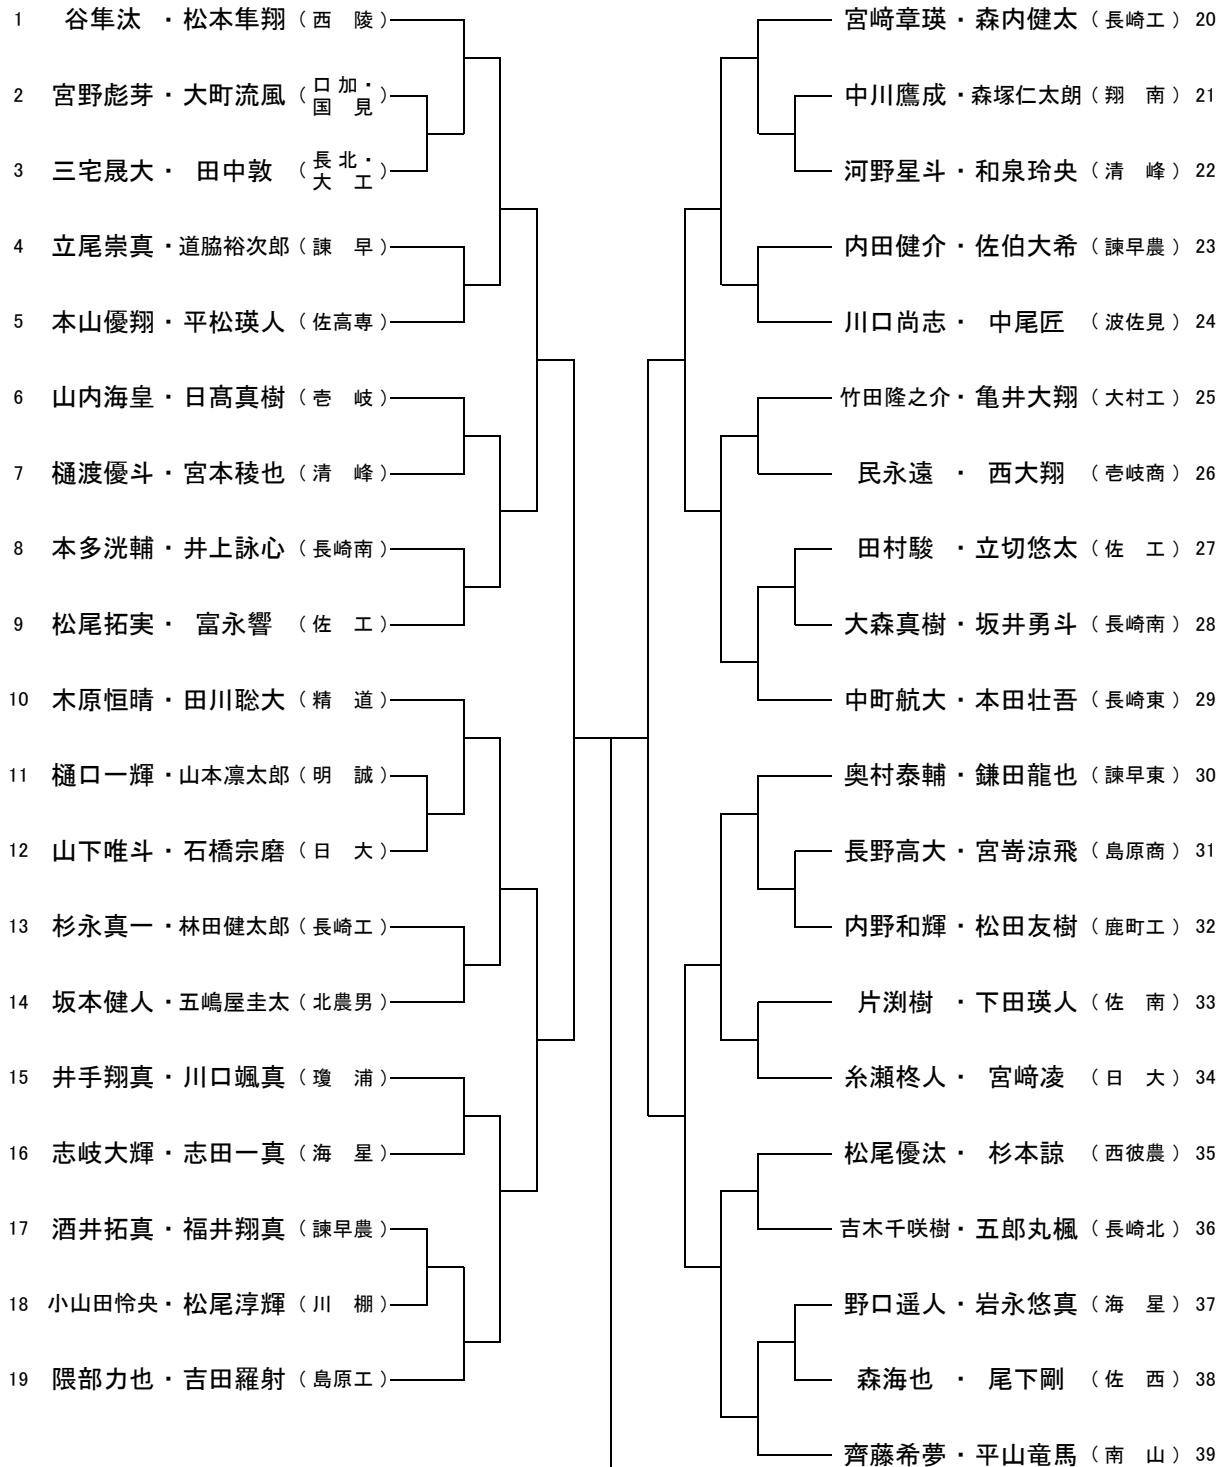 1 谷隼汰 ・ 松本隼翔 （ 西 陵 ）
2 宮野彪芽 ・ 大町流風 （ 口加・国見 ）
3 三宅晟大 ・ 田中敦 （ 長北・大工 ）
4 立尾崇真 ・ 道脇裕次郎 （ 諫 早 ）
5 本山優翔 ・ 平松瑛人 （ 佐高専 ）
6 山内海皇 ・ 日髙真樹 （ 壱 岐 ）
7 樋渡優斗 ・ 宮本稜也 （ 清 峰 ）
8 本多洸輔 ・ 井上詠心 （ 長崎南 ）
9 松尾拓実 ・ 富永響 （ 佐 工 ）
10 木原恒晴 ・ 田川聡大 （ 精 道 ）
11 樋口一輝 ・ 山本凛太郎 （ 明 誠 ）
12 山下唯斗 ・ 石橋宗磨 （ 日 大 ）
13 杉永真一 ・ 林田健太郎 （ 長崎工 ）
14 坂本健人 ・ 五嶋屋圭太 （ 北農男 ）
15 井手翔真 ・ 川口颯真 （ 瓊 浦 ）
16 志岐大輝 ・ 志田一真 （ 海 星 ）
17 酒井拓真 ・ 福井翔真 （ 諫早農 ）
18 小山田怜央 ・ 松尾淳輝 （ 川 棚 ）
19 隈部力也 ・ 吉田羅射 （ 島原工 ）
宮﨑章瑛 ・ 森内健太 （ 長崎工 ） 20
中川鷹成 ・ 森塚仁太朗 （ 翔 南 ） 21
河野星斗 ・ 和泉玲央 （ 清 峰 ） 22
内田健介 ・ 佐伯大希 （ 諫早農 ） 23
川口尚志 ・ 中尾匠 （ 波佐見 ） 24
竹田隆之介 ・ 亀井大翔 （ 大村工 ） 25
民永遠 ・ 西大翔 （ 壱岐商 ） 26
田村駿 ・ 立切悠太 （ 佐 工 ） 27
大森真樹 ・ 坂井勇斗 （ 長崎南 ） 28
中町航大 ・ 本田壮吾 （ 長崎東 ） 29
奥村泰輔 ・ 鎌田龍也 （ 諫早東 ） 30
長野高大 ・ 宮嵜涼飛 （ 島原商 ） 31
内野和輝 ・ 松田友樹 （ 鹿町工 ） 32
片渕樹 ・ 下田瑛人 （ 佐 南 ） 33
糸瀬柊人 ・ 宮﨑凌 （ 日 大 ） 34
松尾優汰 ・ 杉本諒 （ 西彼農 ） 35
吉木千咲樹 ・ 五郎丸楓 （ 長崎北 ） 36
野口遥人 ・ 岩永悠真 （ 海 星 ） 37
森海也 ・ 尾下剛 （ 佐 西 ） 38
齊藤希夢 ・ 平山竜馬 （ 南 山 ） 39